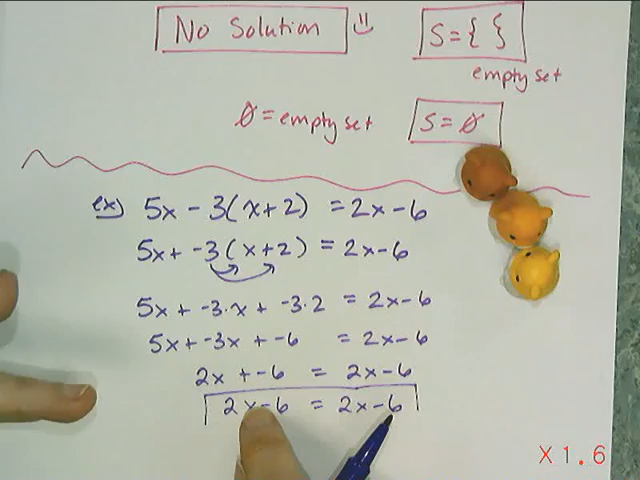 No Solution
S = { }
empty set
∅ = empty set
S = ∅
ex) 5x - 3(x+2) = 2x-6
5x + -3(x+2) = 2x-6
5x + -3·x + -3·2 = 2x-6
5x + -3x + -6 = 2x-6
2x + -6 = 2x-6
2x-6 = 2x-6
X1.6